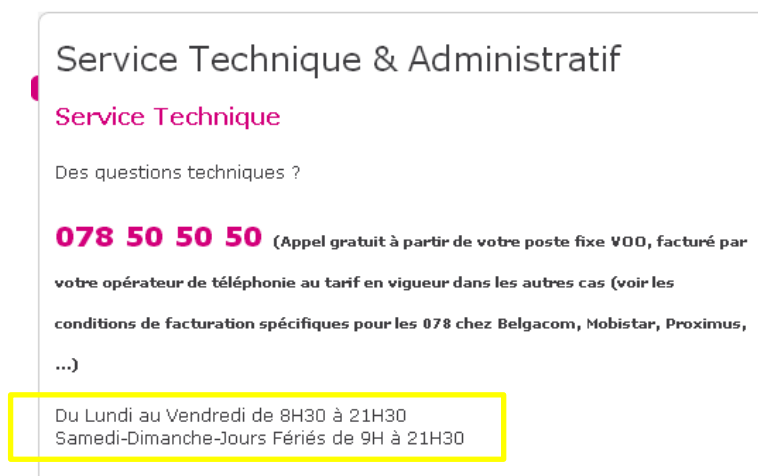 Service Technique & Administratif
Service Technique
Des questions techniques ?
078 50 50 50 (Appel gratuit à partir de votre poste fixe VOO, facturé par
votre opérateur de téléphonie au tarif en vigueur dans les autres cas (voir les
conditions de facturation spécifiques pour les 078 chez Belgacom, Mobistar, Proximus,
...)
Du Lundi au Vendredi de 8H30 à 21H30
Samedi-Dimanche-Jours Fériés de 9H à 21H30